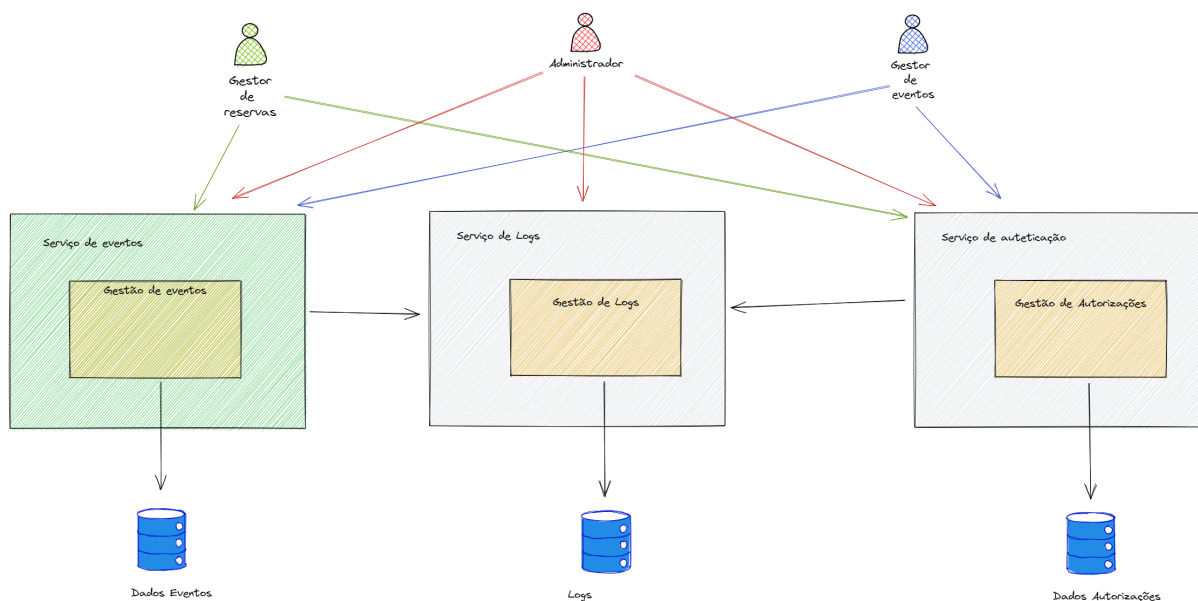 Gestor
de
reservas
Administrador
Gestor
de
eventos
Serviço de eventos
Gestão de eventos
Serviço de Logs
Gestão de Logs
Serviço de auteticação
Gestão de Autorizações
Dados Eventos
Logs
Dados Autorizações